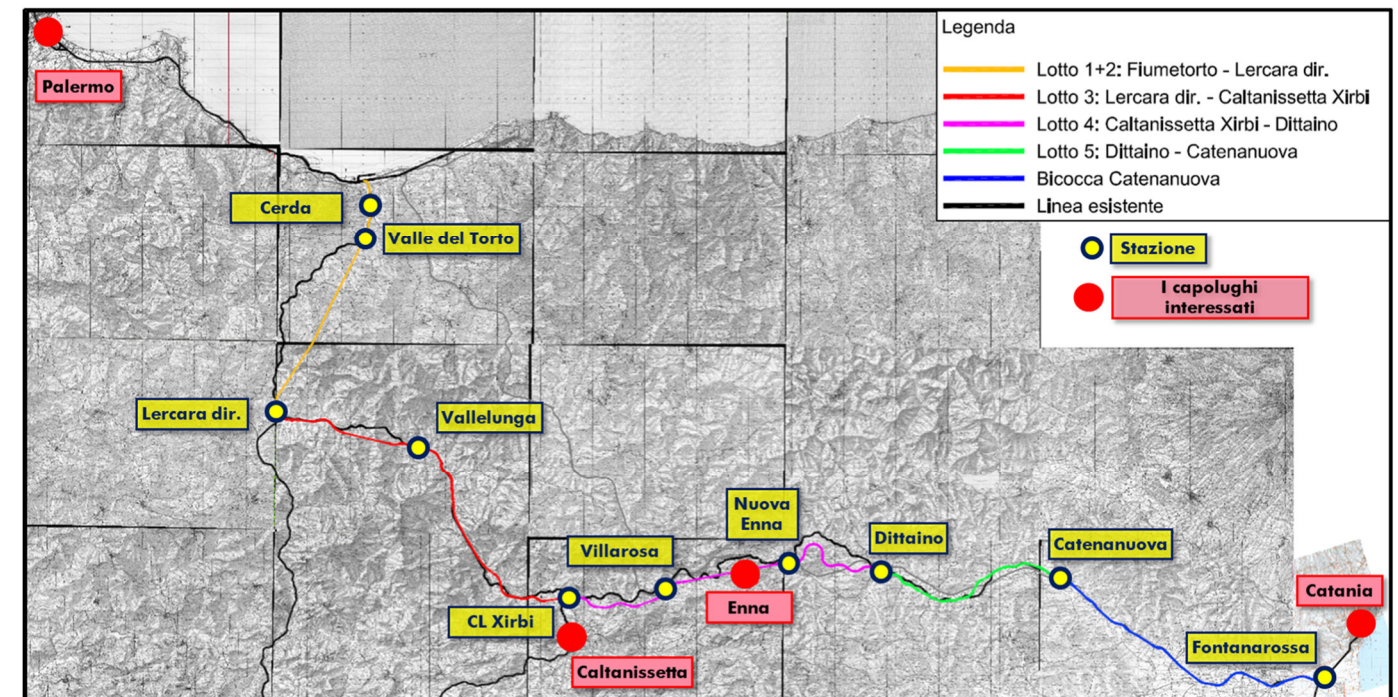 Legenda
Lotto 1+2: Fiumetorto - Lercara dir.
Lotto 3: Lercara dir. - Caltanissetta Xirbi
Lotto 4: Caltanissetta Xirbi - Dittaino
Lotto 5: Dittaino - Catenanuova
Bicocca Catenanuova
Linea esistente
Stazione
I capolughi
interessati
Palermo
Cerda
Valle del Torto
Lercara dir.
Vallelunga
Nuova
Enna
Villarosa
Dittaino
Catenanuova
CL Xirbi
Enna
Catania
Caltanissetta
Fontanarossa